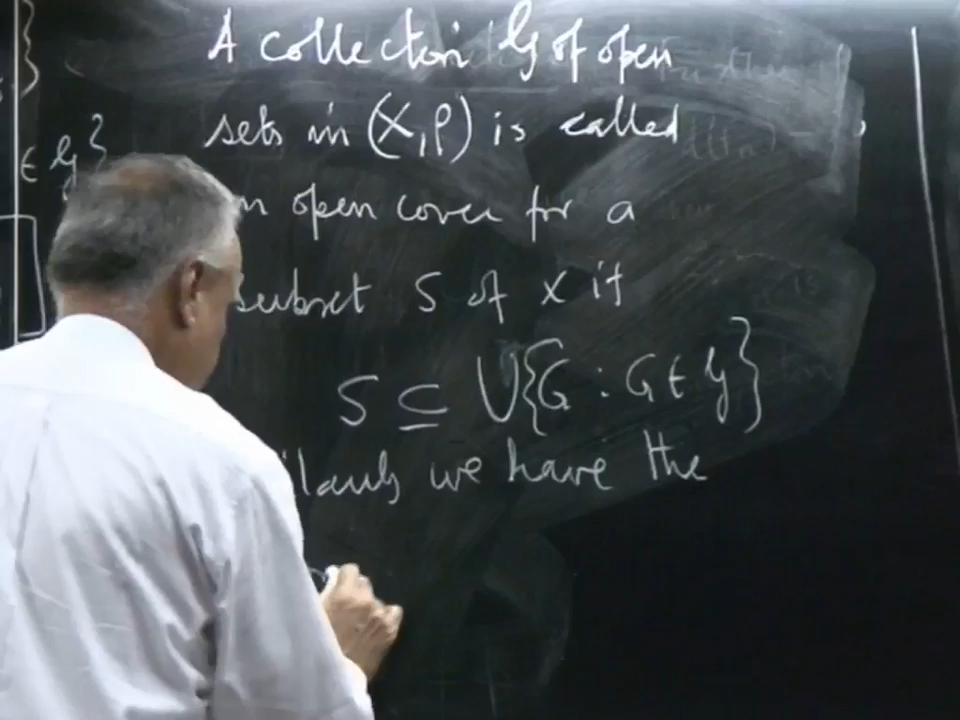 A collection 𝒢 of open
sets in (X,ρ) is called
open cover for a
subset S of X if
S ⊆ ∪{G : G ∈ 𝒢}
we have the
∈ 𝒢}